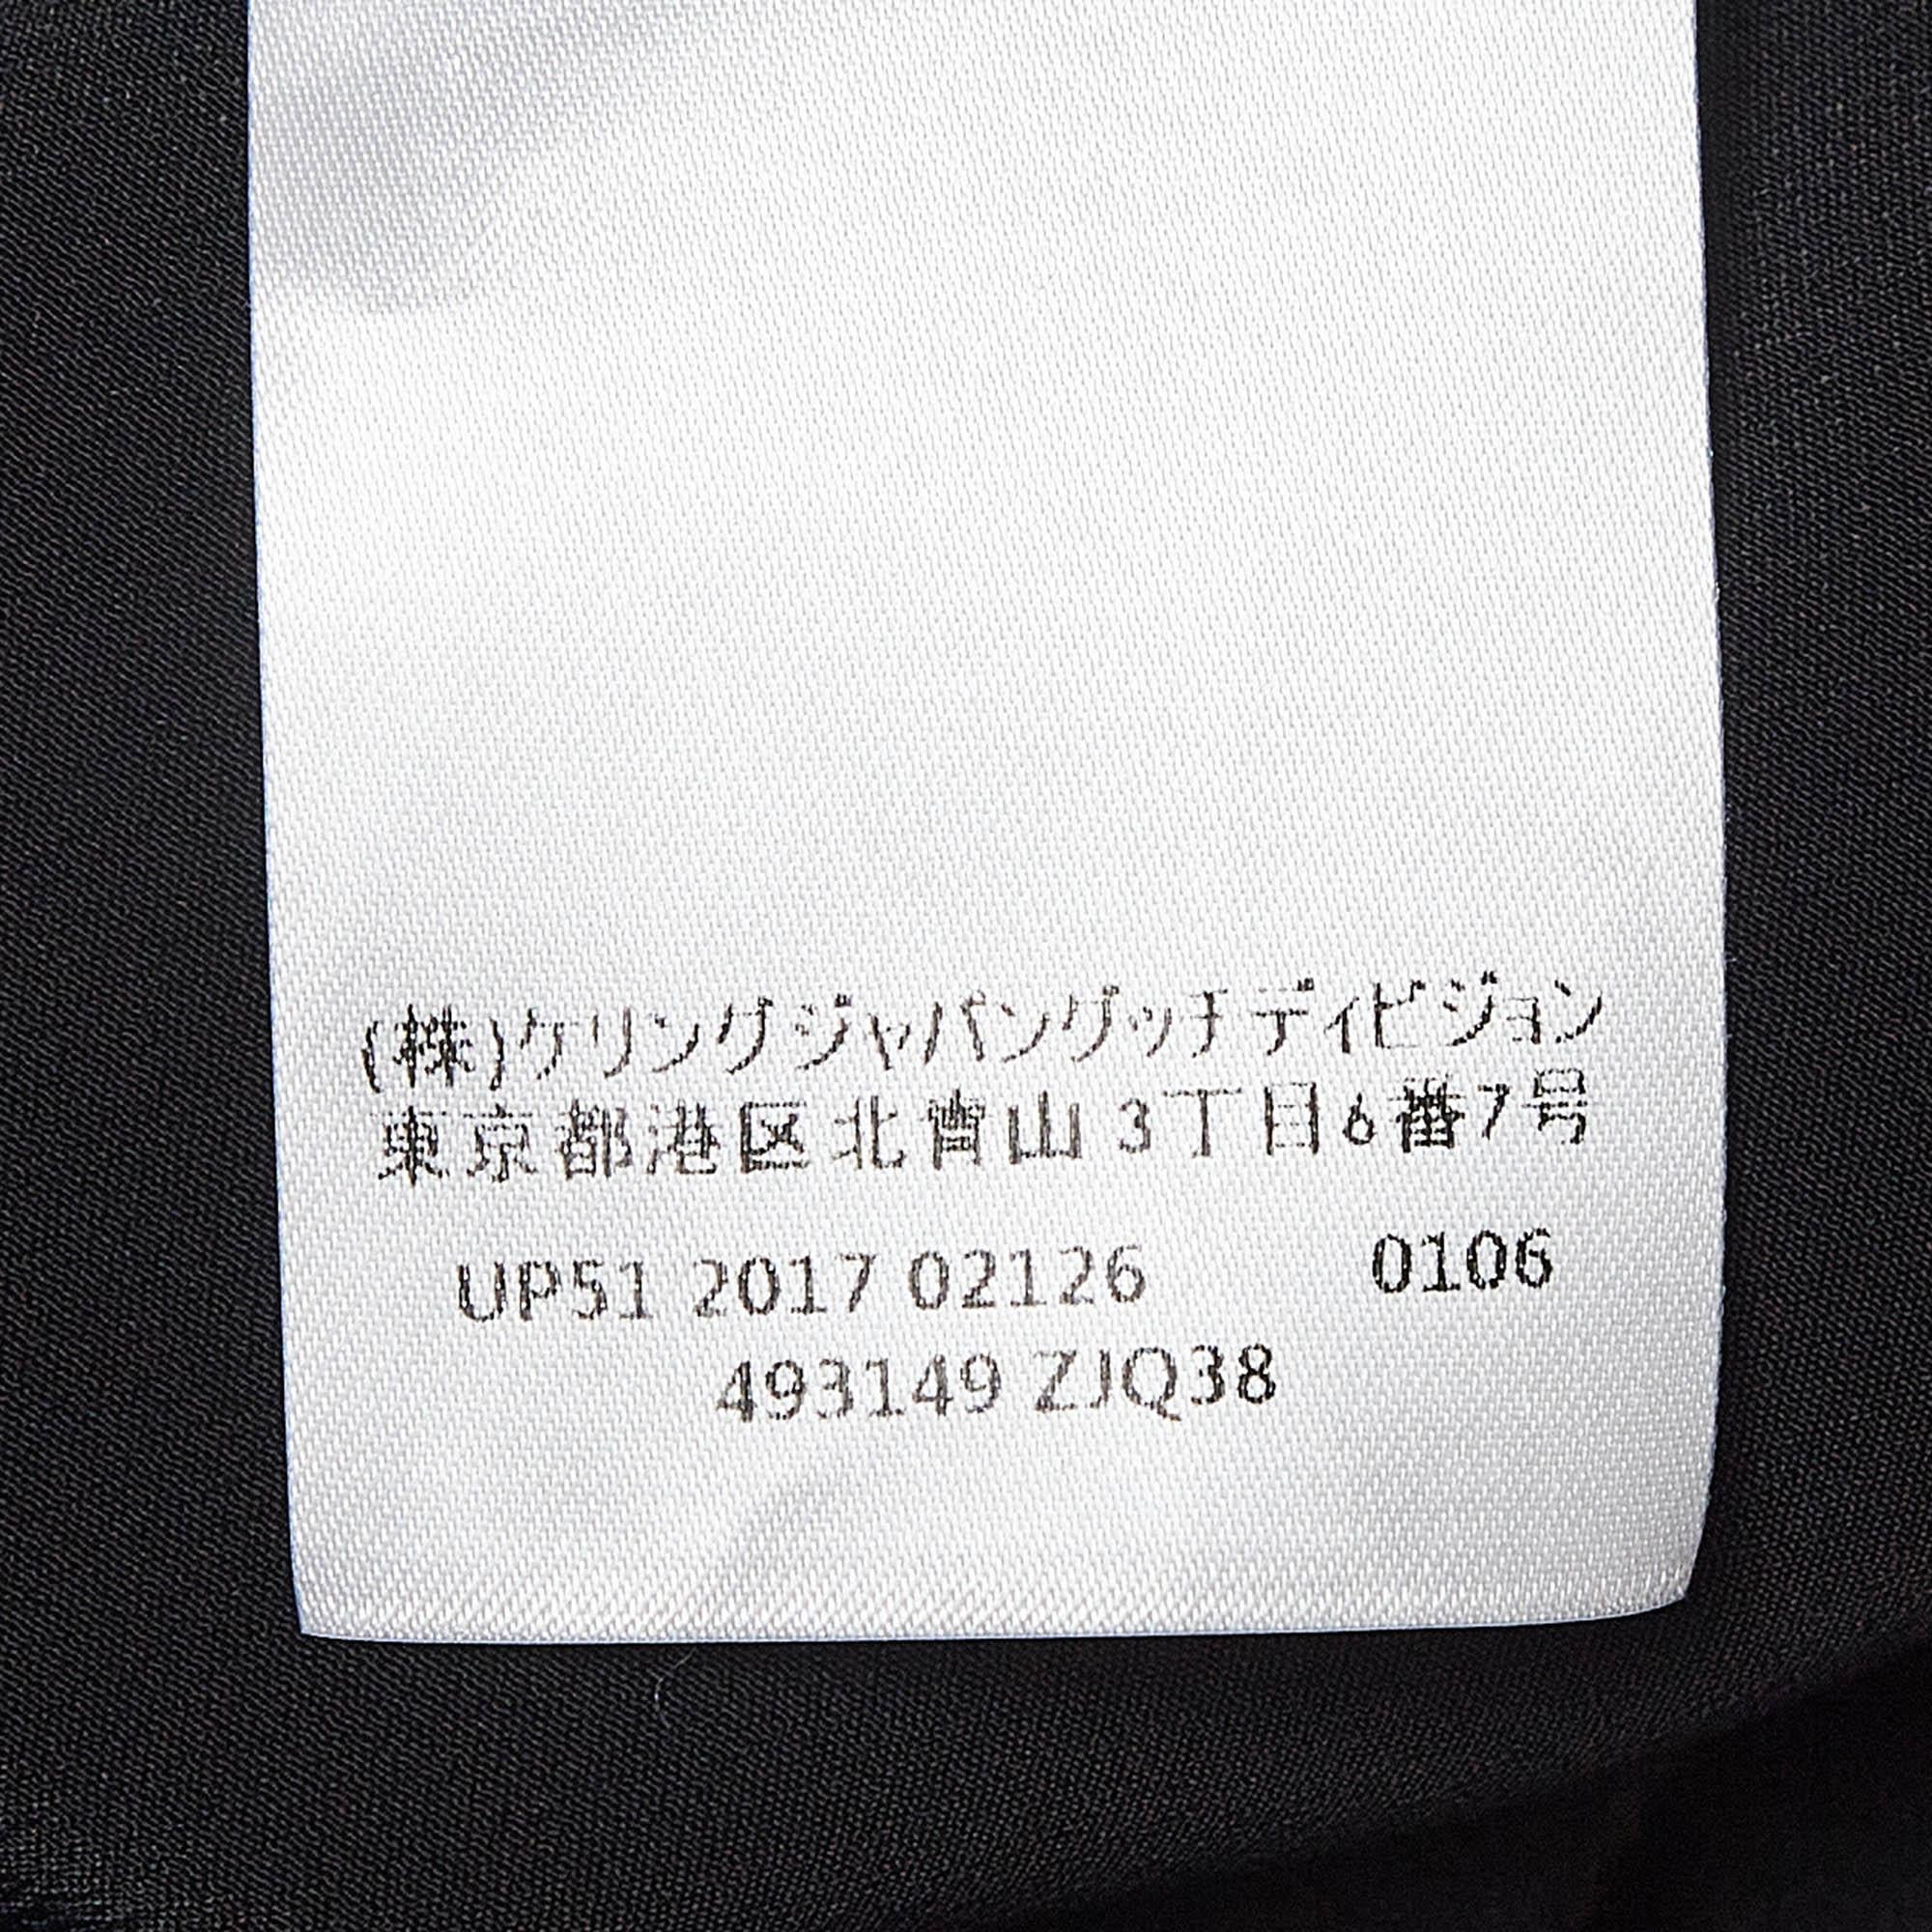 (株)ケリングジャパングッチディビジョン
東京都港区北青山3丁目6番7号
UP51 2017 02126 0106
493149 ZJQ38